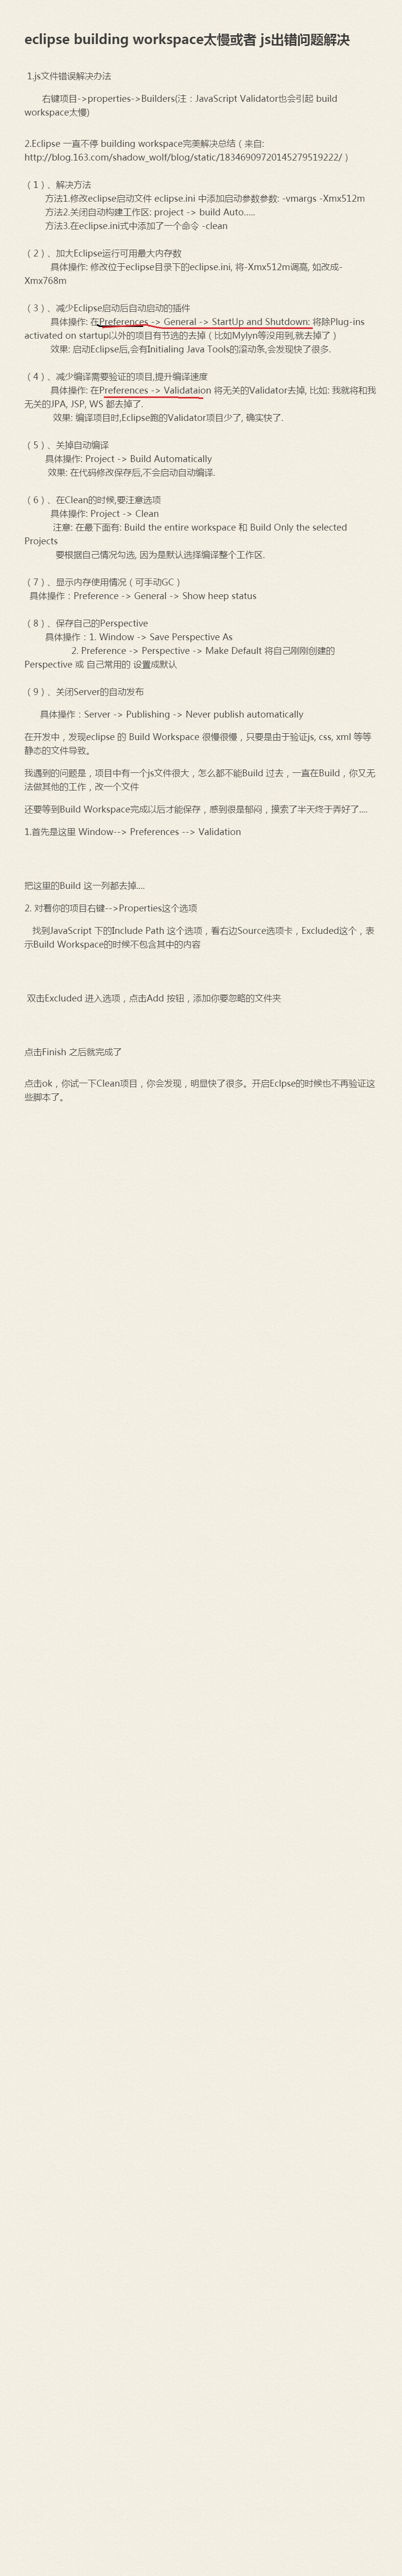 eclipse building workspace太慢或者 js出错问题解决
1.js文件错误解决办法
右键项目->properties->Builders(注：JavaScript Validator也会引起 build
workspace太慢)
2.Eclipse 一直不停 building workspace完美解决总结（来自:
http://blog.163.com/shadow_wolf/blog/static/18346909720145279519222/ ）
（1）、解决方法
方法1.修改eclipse启动文件 eclipse.ini 中添加启动参数参数: -vmargs -Xmx512m
方法2.关闭自动构建工作区: project -> build Auto.....
方法3.在eclipse.ini式中添加了一个命令 -clean
（2）、加大Eclipse运行可用最大内存数
具体操作: 修改位于eclipse目录下的eclipse.ini, 将-Xmx512m调高, 如改成-
Xmx768m
（3）、减少Eclipse启动后自动启动的插件
具体操作: 在Preferences -> General -> StartUp and Shutdown: 将除Plug-ins
activated on startup以外的项目有节选的去掉（比如Mylyn等没用到,就去掉了）
效果: 启动Eclipse后,会有Initialing Java Tools的滚动条,会发现快了很多.
（4）、减少编译需要验证的项目,提升编译速度
具体操作: 在Preferences -> Validataion 将无关的Validator去掉, 比如: 我就将和我
无关的JPA, JSP, WS 都去掉了.
效果: 编译项目时,Eclipse跑的Validator项目少了, 确实快了.
（5）、关掉自动编译
具体操作: Project -> Build Automatically
效果: 在代码修改保存后,不会启动自动编译.
（6）、在Clean的时候,要注意选项
具体操作: Project -> Clean
注意: 在最下面有: Build the entire workspace 和 Build Only the selected
Projects
要根据自己情况勾选, 因为是默认选择编译整个工作区.
（7）、显示内存使用情况（可手动GC）
具体操作：Preference -> General -> Show heep status
（8）、保存自己的Perspective
具体操作：1. Window -> Save Perspective As
2. Preference -> Perspective -> Make Default 将自己刚刚创建的
Perspective 或 自己常用的 设置成默认
（9）、关闭Server的自动发布
具体操作：Server -> Publishing -> Never publish automatically
在开发中，发现eclipse 的 Build Workspace 很慢很慢，只要是由于验证js, css, xml 等等
静态的文件导致。
我遇到的问题是，项目中有一个js文件很大，怎么都不能Build 过去，一直在Build，你又无
法做其他的工作，改一个文件
还要等到Build Workspace完成以后才能保存，感到很是郁闷，摸索了半天终于弄好了....
1.首先是这里 Window--> Preferences --> Validation
把这里的Build 这一列都去掉....
2. 对着你的项目右键-->Properties这个选项
找到JavaScript 下的Include Path 这个选项，看右边Source选项卡，Excluded这个，表
示Build Workspace的时候不包含其中的内容
双击Excluded 进入选项，点击Add 按钮，添加你要忽略的文件夹
点击Finish 之后就完成了
点击ok，你试一下Clean项目，你会发现，明显快了很多。开启Eclpse的时候也不再验证这
些脚本了。